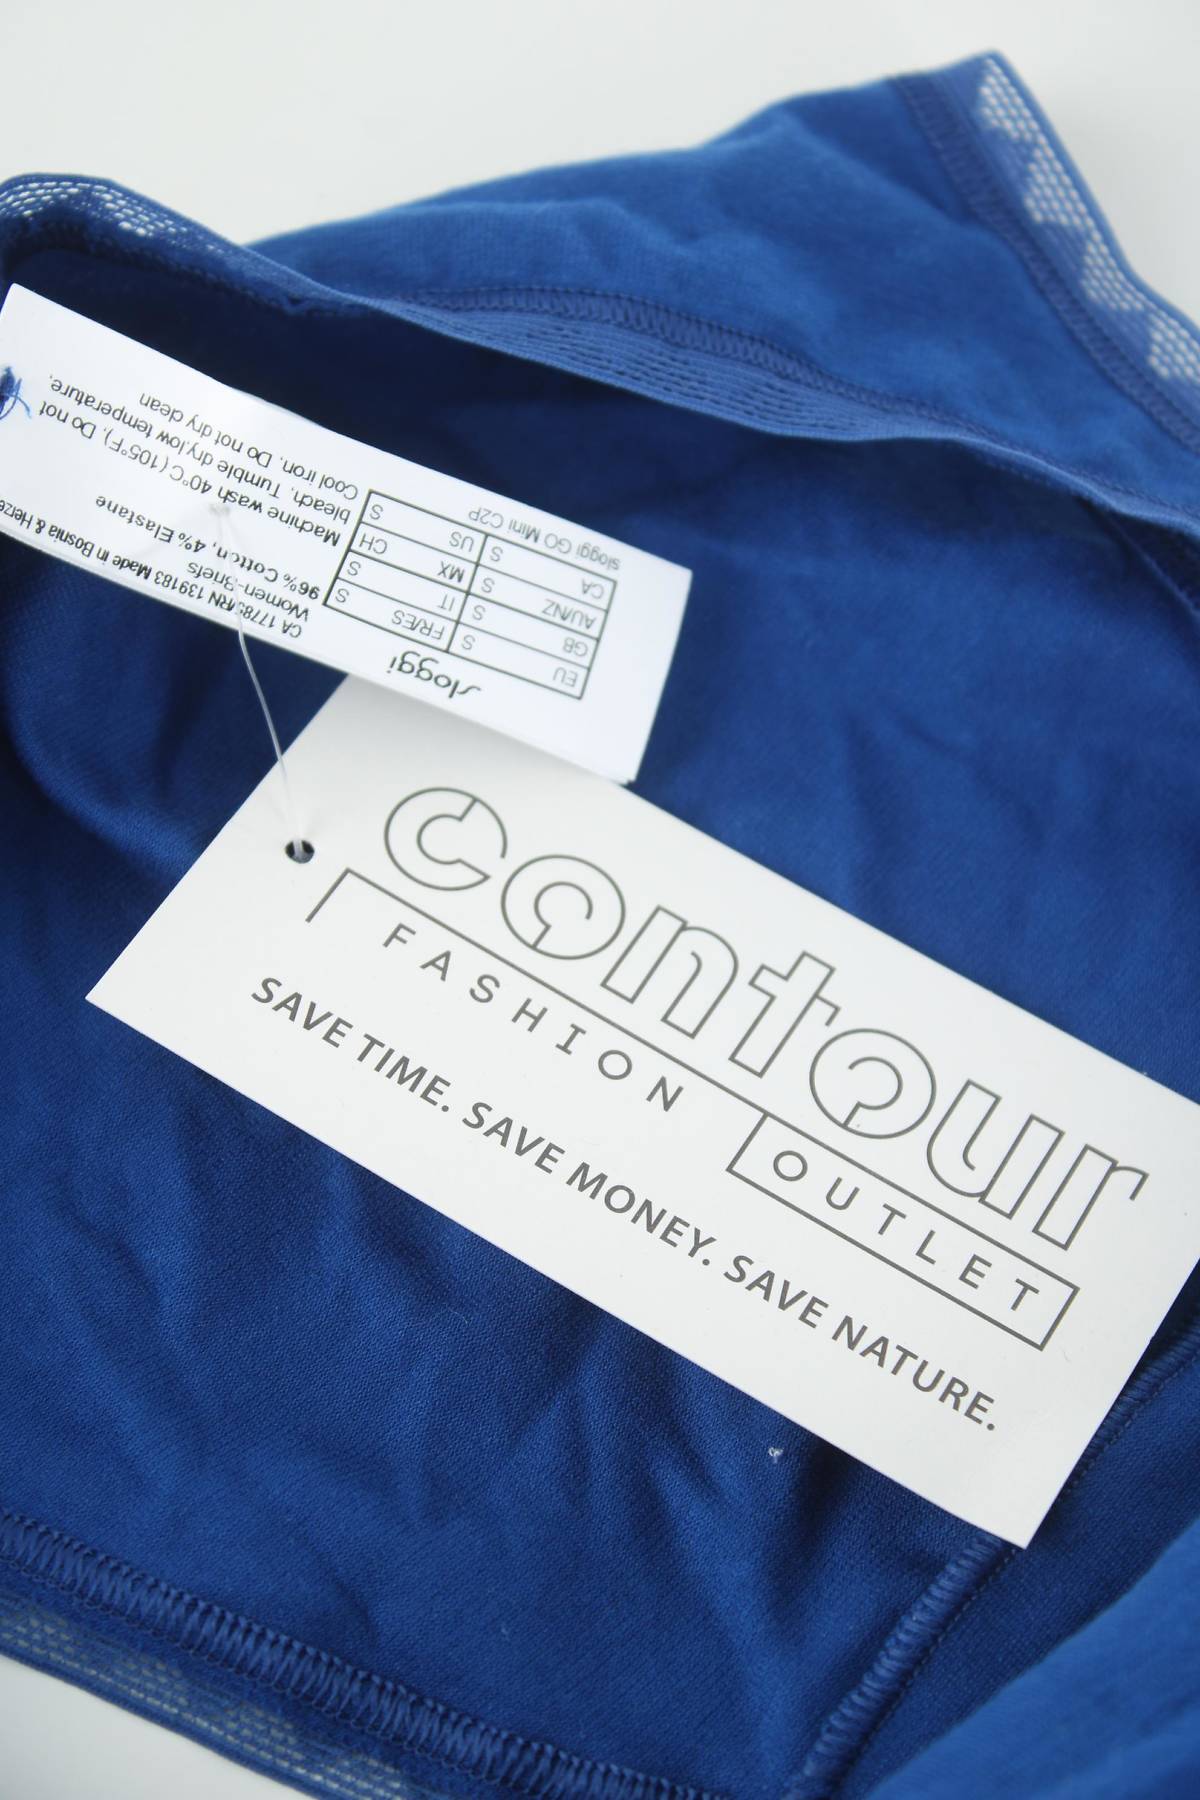 sloggi
EU S FR/ES S
GB S IT S
AU/NZ S MX CH
CA S US S
sloggi GO Mini C2P
CA 17785/RN 139183 Made in Bosnia &
Women-Briefs
96% Cotton, 4% Elastane
Machine wash 40°C (105°F). Do not
bleach. Tumble dry,low temperature.
Cool iron. Do not dry clean
contour
FASHION
OUTLET
SAVE TIME. SAVE MONEY. SAVE NATURE.